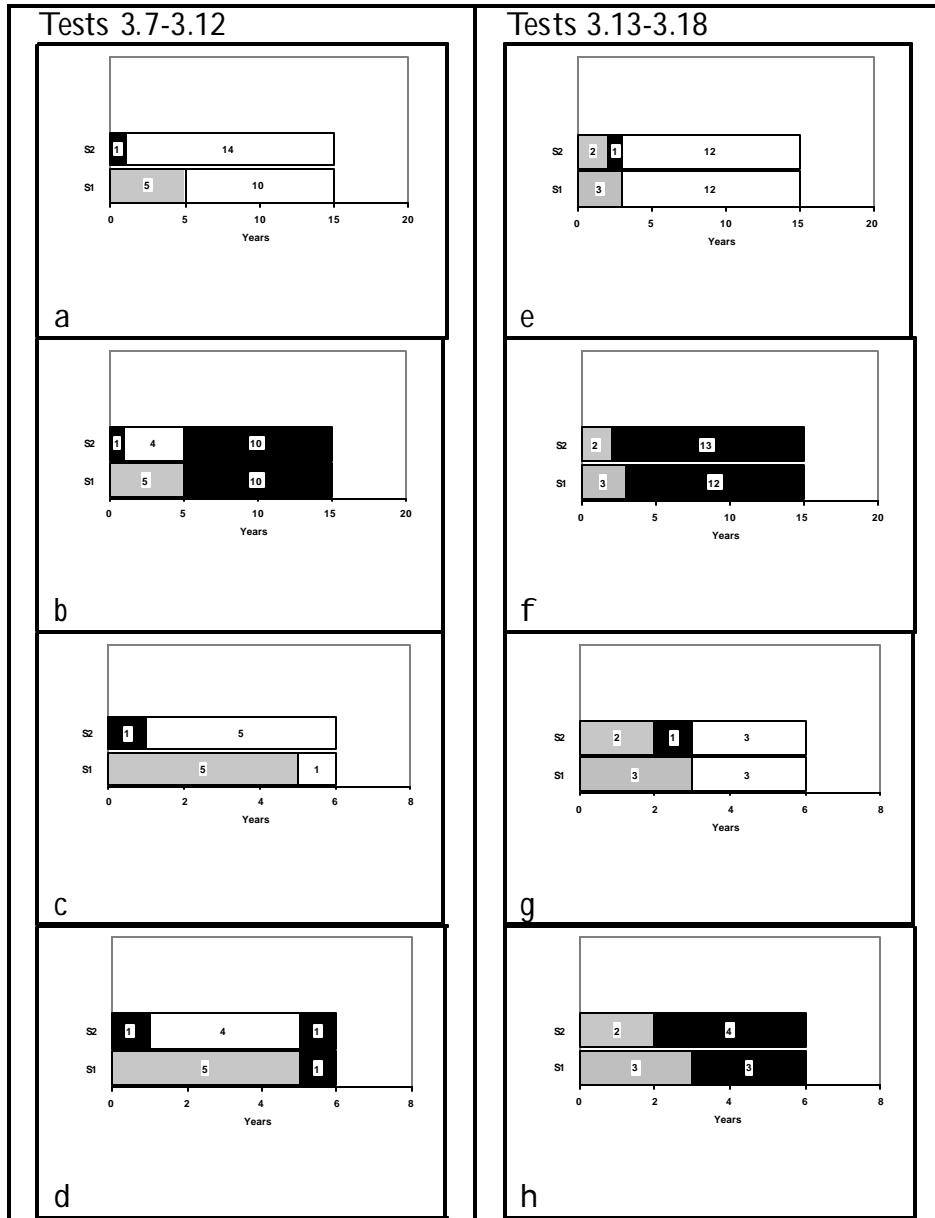 Tests 3.7-3.12
S2 1 14
S1 5 10
0 5 10 15 20
Years
a
S2 1 4 10
S1 5 10
0 5 10 15 20
Years
b
S2 1 5
S1 5 1
0 2 4 6 8
Years
c
S2 1 4 1
S1 5 1
0 2 4 6 8
Years
d
Tests 3.13-3.18
S2 2 1 12
S1 3 12
0 5 10 15 20
Years
e
S2 2 13
S1 3 12
0 5 10 15 20
Years
f
S2 2 1 3
S1 3 3
0 2 4 6 8
Years
g
S2 2 4
S1 3 3
0 2 4 6 8
Years
h